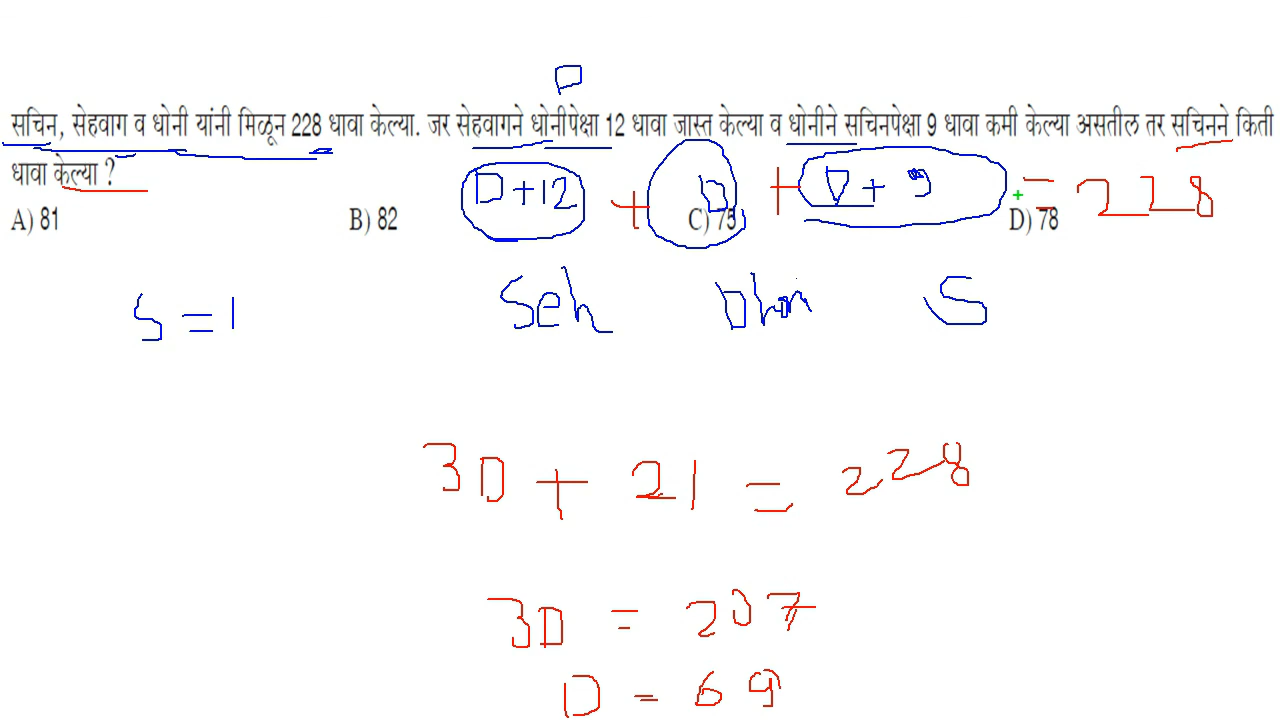 सचिन, सेहवाग व धोनी यांनी मिळून 228 धावा केल्या. जर सेहवागने धोनीपेक्षा 12 धावा जास्त केल्या व धोनीने सचिनपेक्षा 9 धावा कमी केल्या असतील तर सचिनने किती
धावा केल्या ?
D+12 + D + D+9 = 228
A) 81 B) 82 C) 75 D) 78
S = 1 Seh Dhoni S
3D + 21 = 228
3D = 207
D = 69